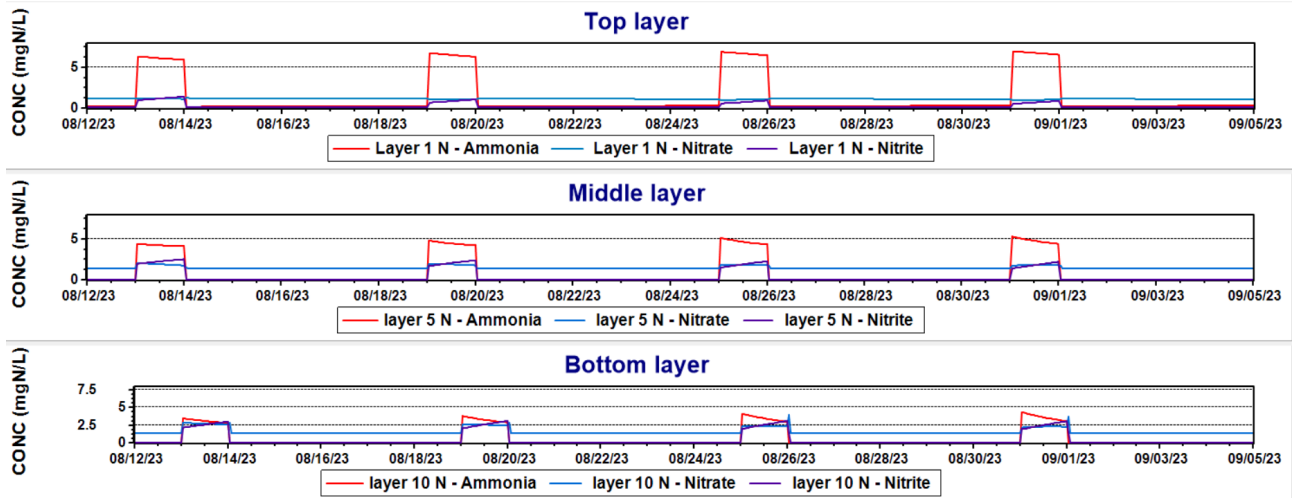 Top layer
CONC (mgN/L)
5
0
08/12/23 08/14/23 08/16/23 08/18/23 08/20/23 08/22/23 08/24/23 08/26/23 08/28/23 08/30/23 09/01/23 09/03/23 09/05/23
Layer 1 N - Ammonia Layer 1 N - Nitrate Layer 1 N - Nitrite
Middle layer
CONC (mgN/L)
5
0
08/12/23 08/14/23 08/16/23 08/18/23 08/20/23 08/22/23 08/24/23 08/26/23 08/28/23 08/30/23 09/01/23 09/03/23 09/05/23
layer 5 N - Ammonia layer 5 N - Nitrate layer 5 N - Nitrite
Bottom layer
CONC (mgN/L)
7.5
5
2.5
0
08/12/23 08/14/23 08/16/23 08/18/23 08/20/23 08/22/23 08/24/23 08/26/23 08/28/23 08/30/23 09/01/23 09/03/23 09/05/23
layer 10 N - Ammonia layer 10 N - Nitrate layer 10 N - Nitrite